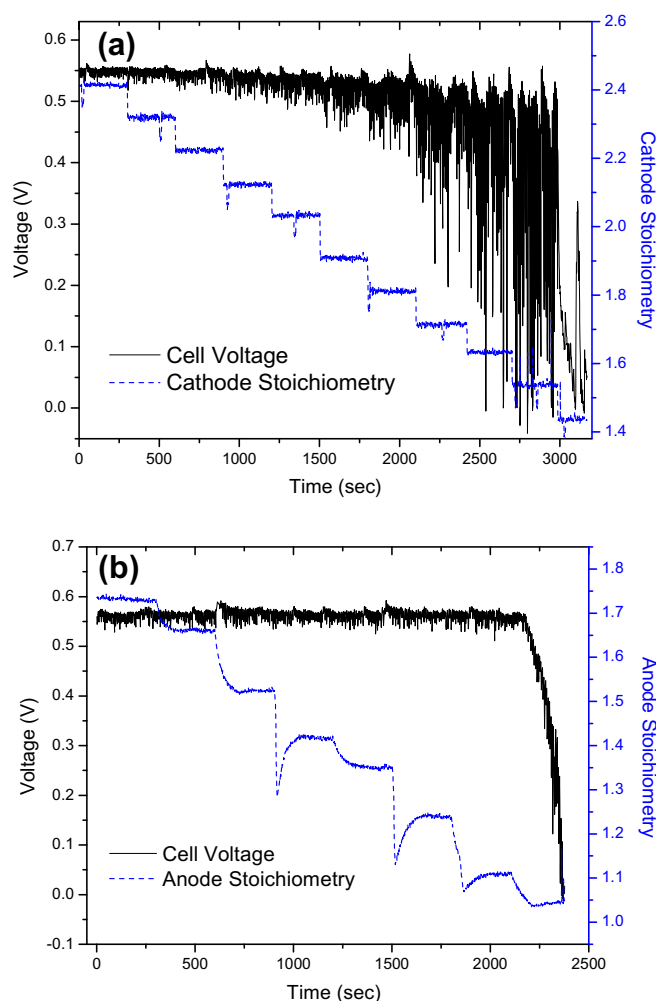 (a)
0.6
0.5
0.4
0.3
0.2
0.1
0.0
Voltage (V)
2.6
2.4
2.2
2.0
1.8
1.6
1.4
Cathode Stoichiometry
Cell Voltage
Cathode Stoichiometry
0 500 1000 1500 2000 2500 3000
Time (sec)
(b)
0.7
0.6
0.5
0.4
0.3
0.2
0.1
0.0
-0.1
Voltage (V)
1.8
1.7
1.6
1.5
1.4
1.3
1.2
1.1
1.0
Anode Stoichiometry
Cell Voltage
Anode Stoichiometry
0 500 1000 1500 2000 2500
Time (sec)